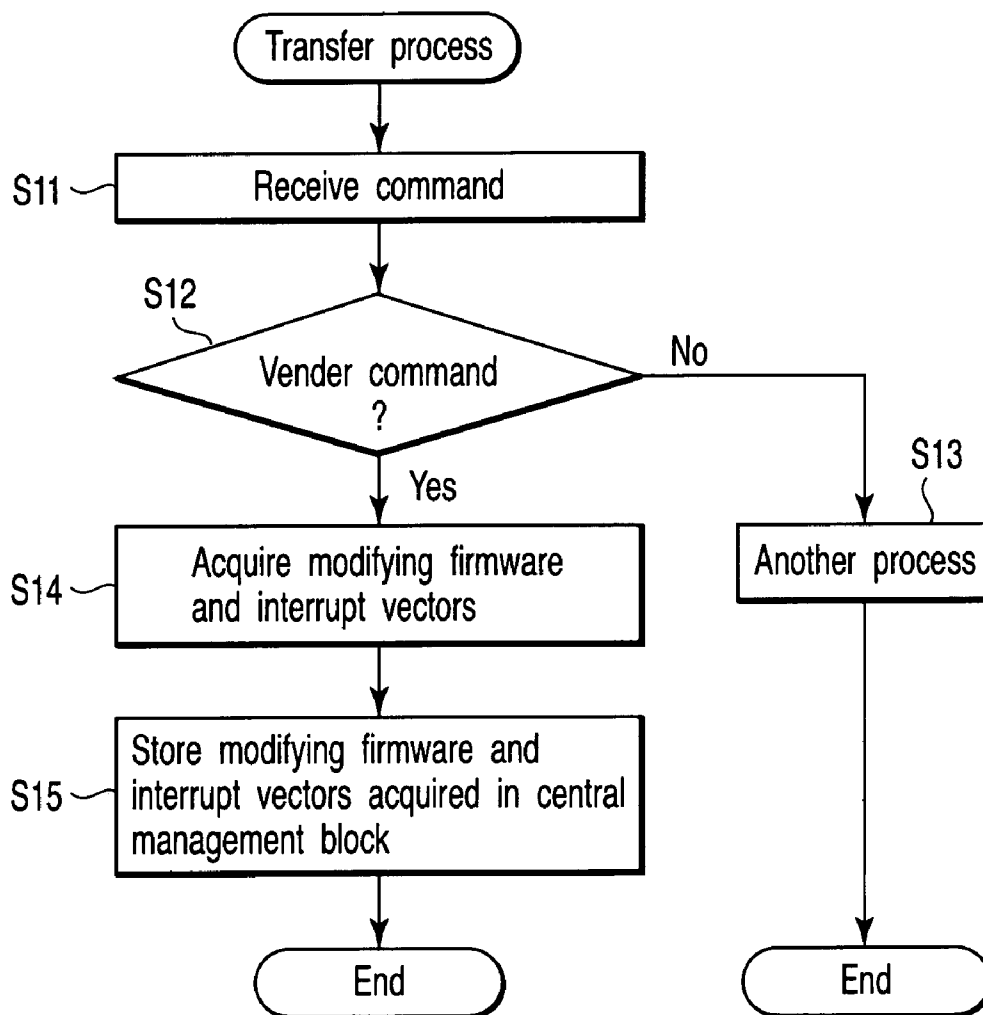 Transfer process
S11
Receive command
S12
Vender command
?
No
Yes
S13
Another process
S14
Acquire modifying firmware
and interrupt vectors
S15
Store modifying firmware and
interrupt vectors acquired in central
management block
End
End